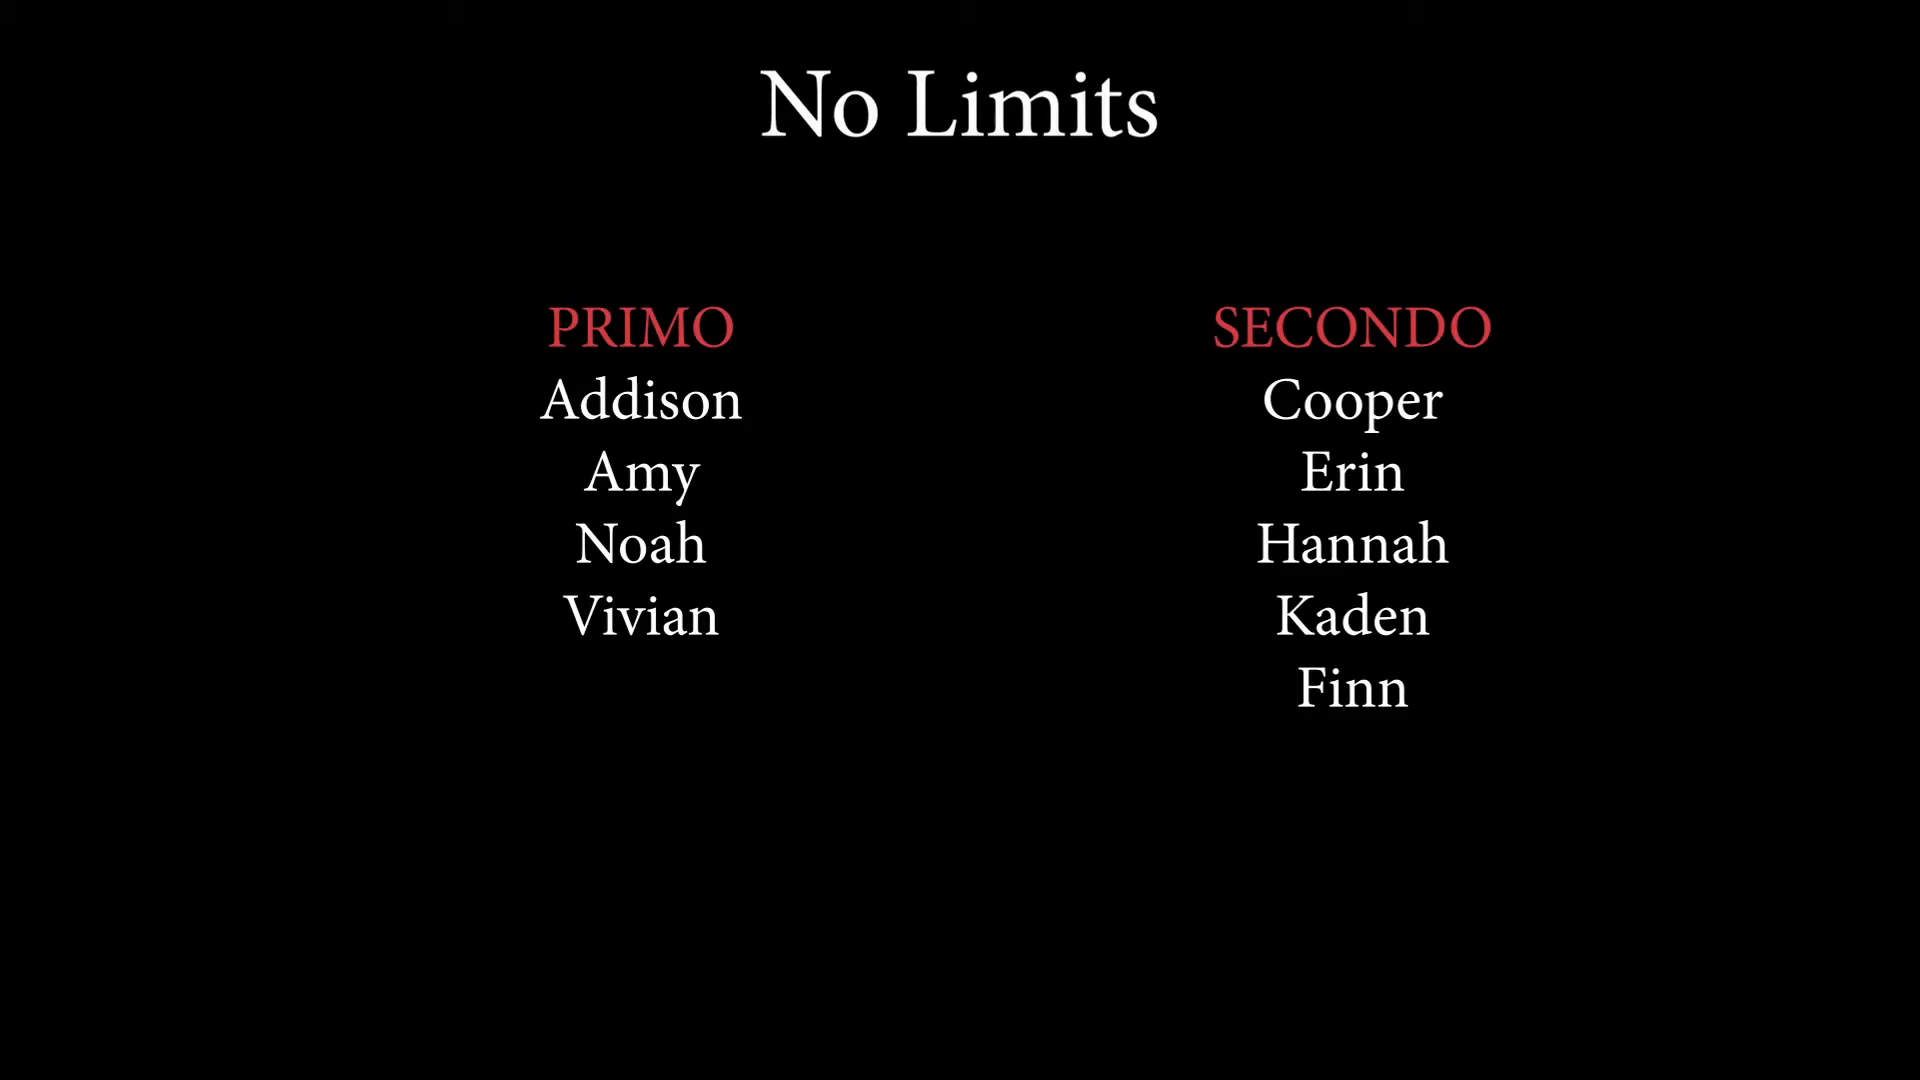 No Limits
PRIMO
Addison
Amy
Noah
Vivian
SECONDO
Cooper
Erin
Hannah
Kaden
Finn